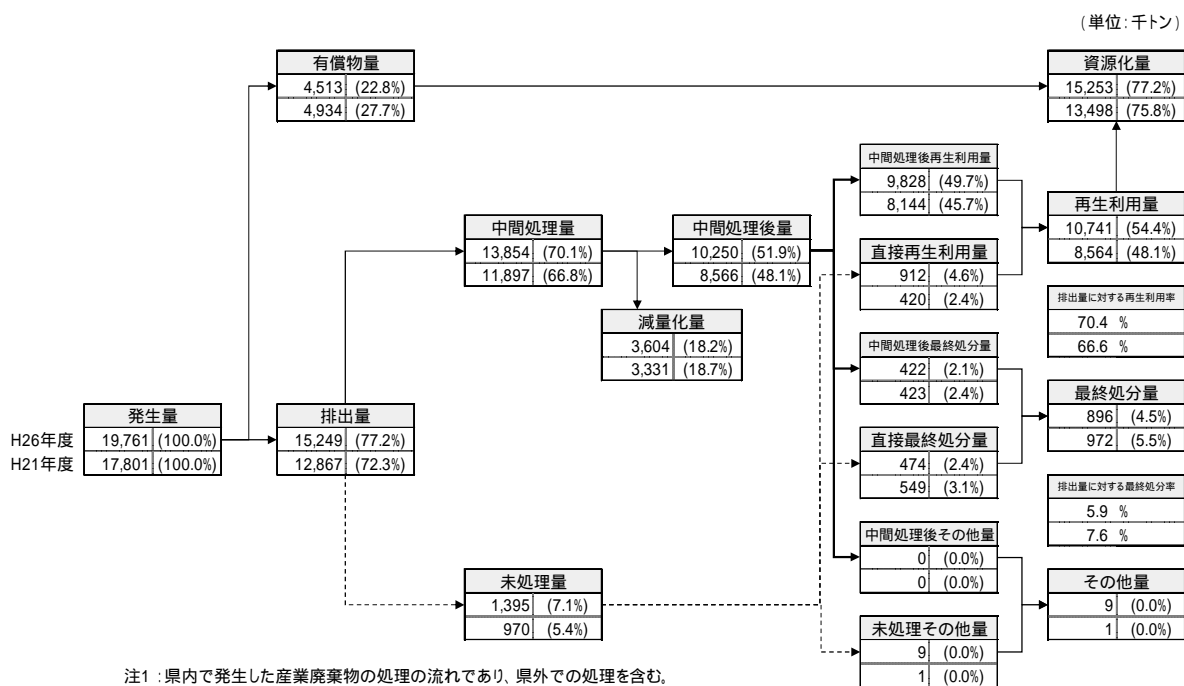 (単位:千トン)
有償物量
4,513 (22.8%)
4,934 (27.7%)
資源化量
15,253 (77.2%)
13,498 (75.8%)
中間処理後再生利用量
9,828 (49.7%)
8,144 (45.7%)
再生利用量
10,741 (54.4%)
8,564 (48.1%)
中間処理量
13,854 (70.1%)
11,897 (66.8%)
中間処理後量
10,250 (51.9%)
8,566 (48.1%)
直接再生利用量
912 (4.6%)
420 (2.4%)
排出量に対する再生利用率
70.4 %
66.6 %
減量化量
3,604 (18.2%)
3,331 (18.7%)
中間処理後最終処分量
422 (2.1%)
423 (2.4%)
最終処分量
896 (4.5%)
972 (5.5%)
発生量
H26年度 19,761 (100.0%)
H21年度 17,801 (100.0%)
排出量
15,249 (77.2%)
12,867 (72.3%)
直接最終処分量
474 (2.4%)
549 (3.1%)
排出量に対する最終処分率
5.9 %
7.6 %
中間処理後その他量
0 (0.0%)
0 (0.0%)
未処理量
1,395 (7.1%)
970 (5.4%)
その他量
9 (0.0%)
1 (0.0%)
未処理その他量
9 (0.0%)
1 (0.0%)
注1:県内で発生した産業廃棄物の処理の流れであり、県外での処理を含む。